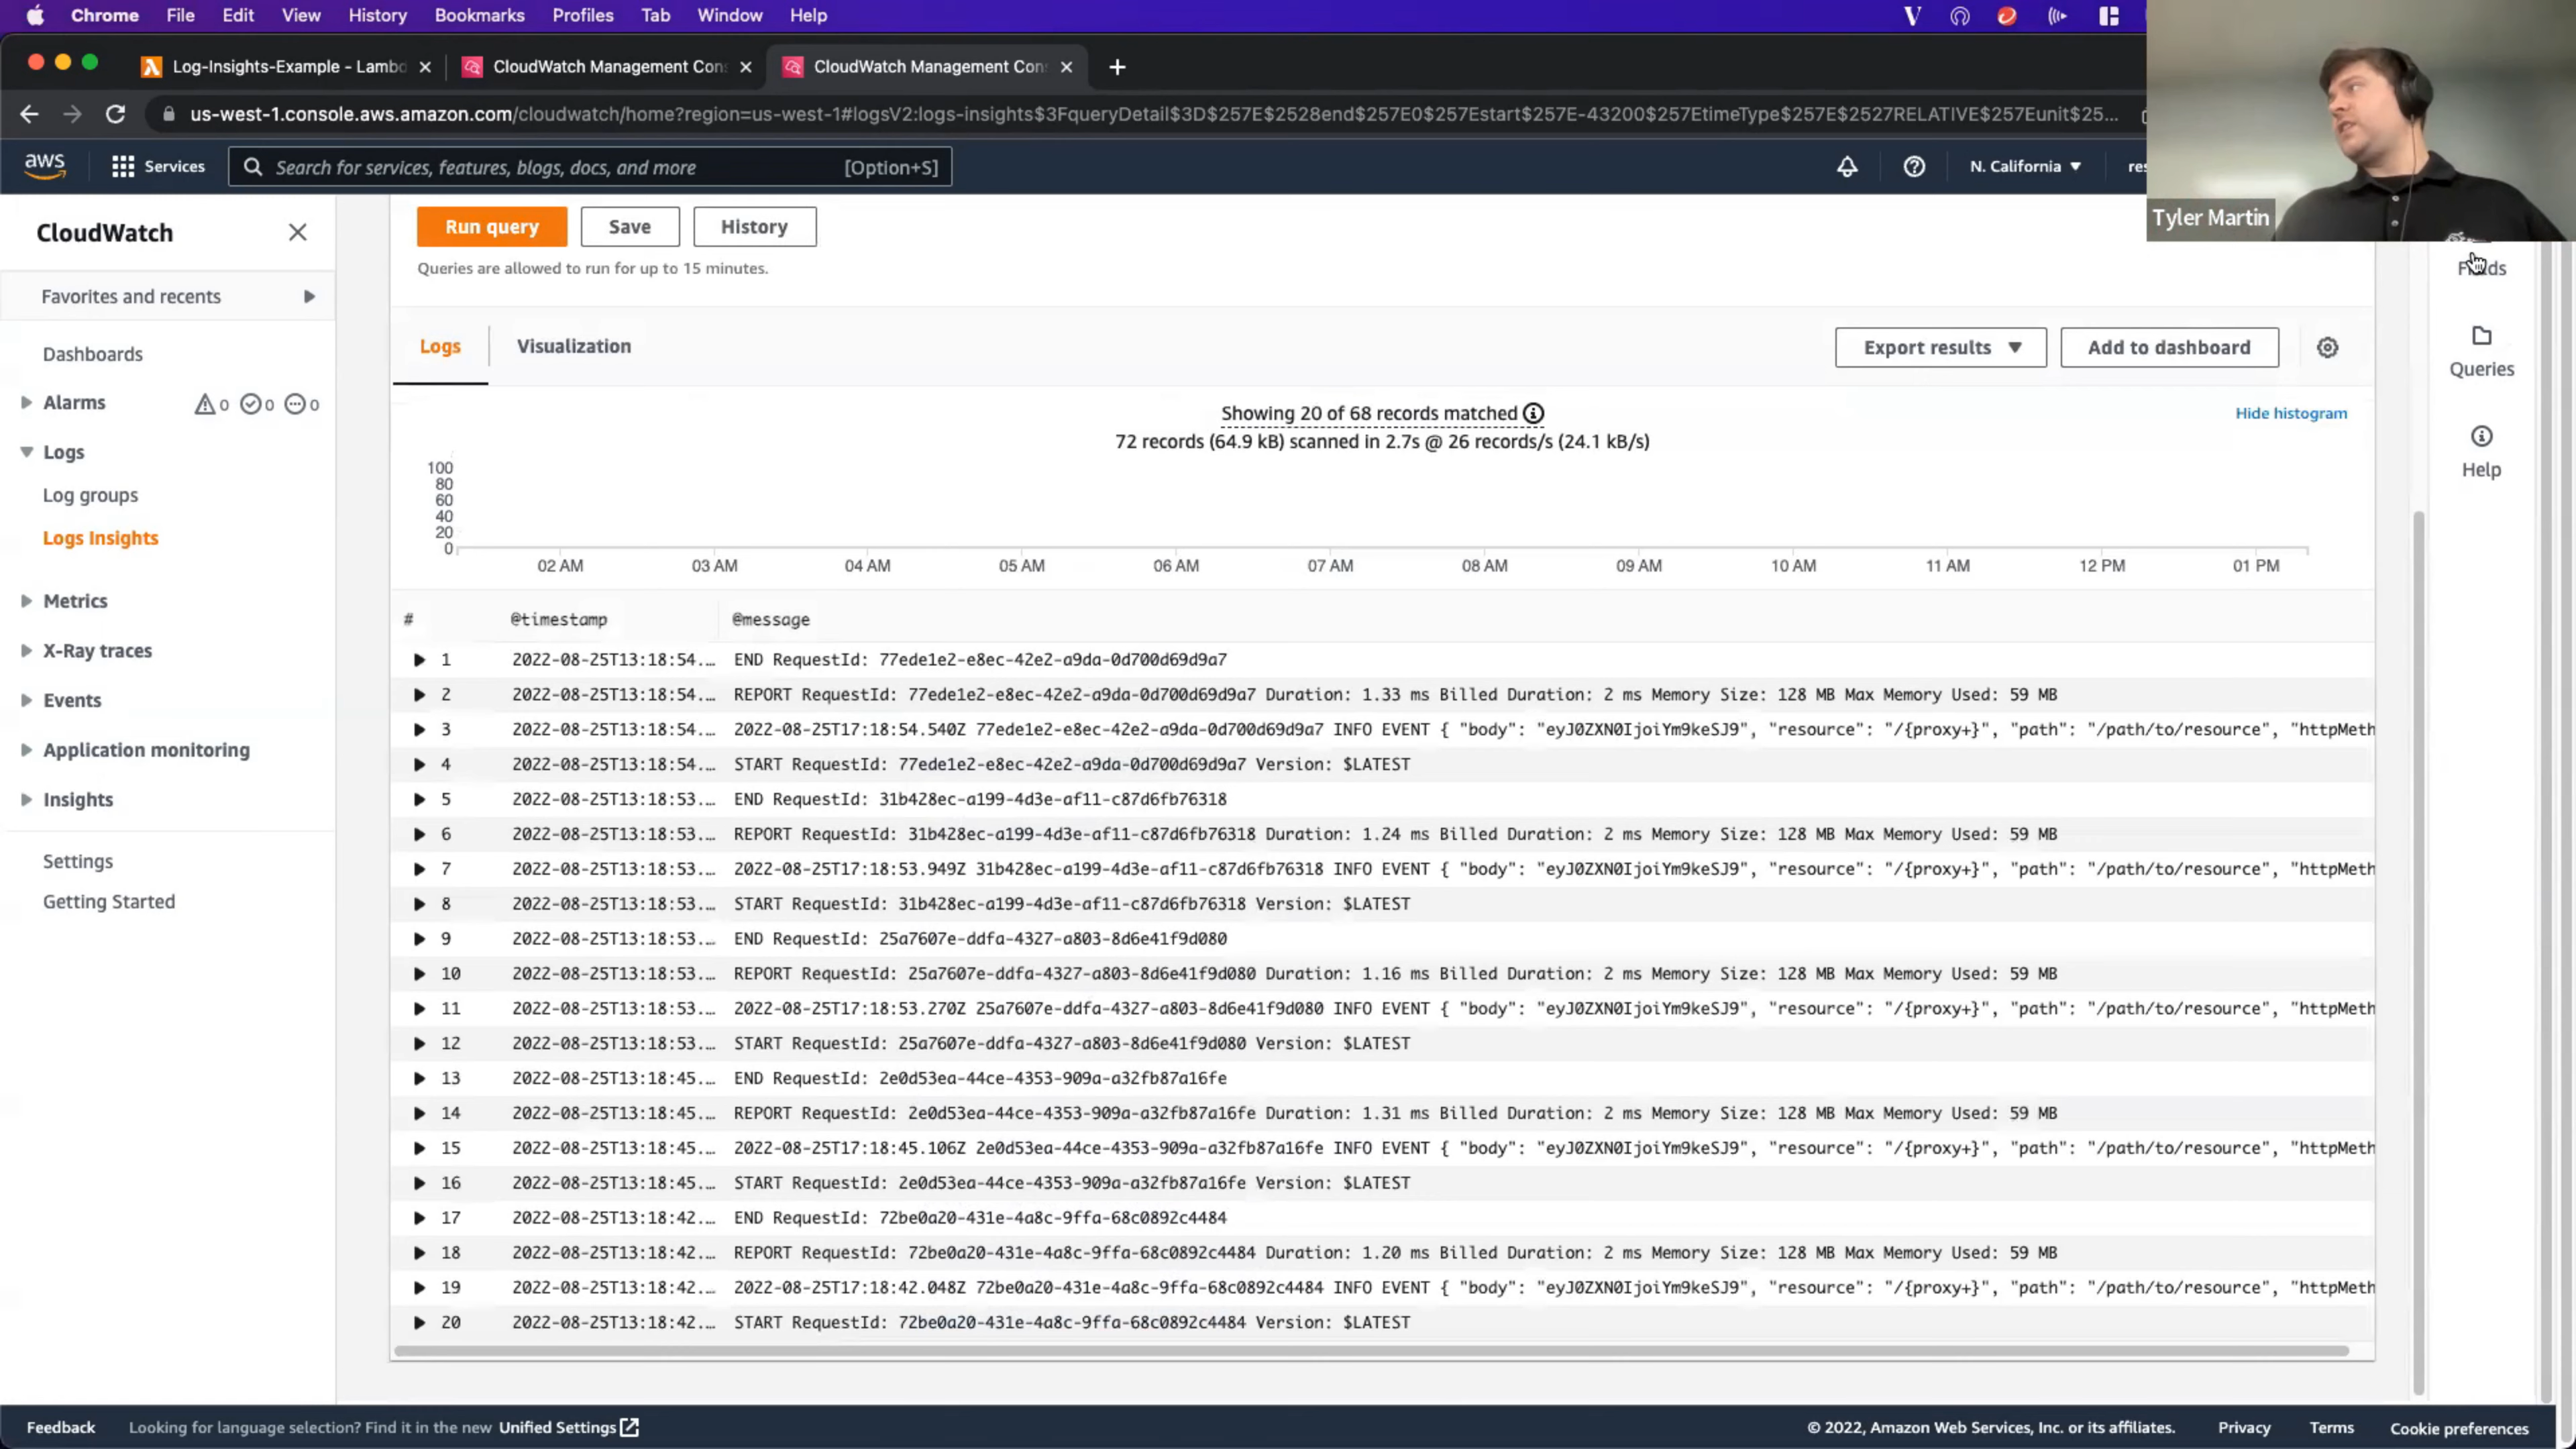 Chrome File Edit View History Bookmarks Profiles Tab Window Help
Log-Insights-Example - Lambd CloudWatch Management Con CloudWatch Management Con
us-west-1.console.aws.amazon.com/cloudwatch/home?region=us-west-1#logsV2:logs-insights$3FqueryDetail$3D$257E$2528end$257E0$257Estart$257E-43200$257EtimeType$257E$2527RELATIVE$257Eunit$25...
aws Services Search for services, features, blogs, docs, and more [Option+S] N. California
Tyler Martin
CloudWatch
Favorites and recents
Dashboards
Alarms 0 0 0
Logs
Log groups
Logs Insights
Metrics
X-Ray traces
Events
Application monitoring
Insights
Settings
Getting Started
Run query Save History
Queries are allowed to run for up to 15 minutes.
Logs Visualization Export results Add to dashboard
Showing 20 of 68 records matched
Hide histogram
72 records (64.9 kB) scanned in 2.7s @ 26 records/s (24.1 kB/s)
100
80
60
40
20
0
02 AM 03 AM 04 AM 05 AM 06 AM 07 AM 08 AM 09 AM 10 AM 11 AM 12 PM 01 PM
# @timestamp @message
1 2022-08-25T13:18:54.… END RequestId: 77ede1e2-e8ec-42e2-a9da-0d700d69d9a7
2 2022-08-25T13:18:54.… REPORT RequestId: 77ede1e2-e8ec-42e2-a9da-0d700d69d9a7 Duration: 1.33 ms Billed Duration: 2 ms Memory Size: 128 MB Max Memory Used: 59 MB
3 2022-08-25T13:18:54.… 2022-08-25T17:18:54.540Z 77ede1e2-e8ec-42e2-a9da-0d700d69d9a7 INFO EVENT { "body": "eyJ0ZXN0IjoiYm9keSJ9", "resource": "/{proxy+}", "path": "/path/to/resource", "httpMeth
4 2022-08-25T13:18:54.… START RequestId: 77ede1e2-e8ec-42e2-a9da-0d700d69d9a7 Version: $LATEST
5 2022-08-25T13:18:53.… END RequestId: 31b428ec-a199-4d3e-af11-c87d6fb76318
6 2022-08-25T13:18:53.… REPORT RequestId: 31b428ec-a199-4d3e-af11-c87d6fb76318 Duration: 1.24 ms Billed Duration: 2 ms Memory Size: 128 MB Max Memory Used: 59 MB
7 2022-08-25T13:18:53.… 2022-08-25T17:18:53.949Z 31b428ec-a199-4d3e-af11-c87d6fb76318 INFO EVENT { "body": "eyJ0ZXN0IjoiYm9keSJ9", "resource": "/{proxy+}", "path": "/path/to/resource", "httpMeth
8 2022-08-25T13:18:53.… START RequestId: 31b428ec-a199-4d3e-af11-c87d6fb76318 Version: $LATEST
9 2022-08-25T13:18:53.… END RequestId: 25a7607e-ddfa-4327-a803-8d6e41f9d080
10 2022-08-25T13:18:53.… REPORT RequestId: 25a7607e-ddfa-4327-a803-8d6e41f9d080 Duration: 1.16 ms Billed Duration: 2 ms Memory Size: 128 MB Max Memory Used: 59 MB
11 2022-08-25T13:18:53.… 2022-08-25T17:18:53.270Z 25a7607e-ddfa-4327-a803-8d6e41f9d080 INFO EVENT { "body": "eyJ0ZXN0IjoiYm9keSJ9", "resource": "/{proxy+}", "path": "/path/to/resource", "httpMeth
12 2022-08-25T13:18:53.… START RequestId: 25a7607e-ddfa-4327-a803-8d6e41f9d080 Version: $LATEST
13 2022-08-25T13:18:45.… END RequestId: 2e0d53ea-44ce-4353-909a-a32fb87a16fe
14 2022-08-25T13:18:45.… REPORT RequestId: 2e0d53ea-44ce-4353-909a-a32fb87a16fe Duration: 1.31 ms Billed Duration: 2 ms Memory Size: 128 MB Max Memory Used: 59 MB
15 2022-08-25T13:18:45.… 2022-08-25T17:18:45.106Z 2e0d53ea-44ce-4353-909a-a32fb87a16fe INFO EVENT { "body": "eyJ0ZXN0IjoiYm9keSJ9", "resource": "/{proxy+}", "path": "/path/to/resource", "httpMeth
16 2022-08-25T13:18:45.… START RequestId: 2e0d53ea-44ce-4353-909a-a32fb87a16fe Version: $LATEST
17 2022-08-25T13:18:42.… END RequestId: 72be0a20-431e-4a8c-9ffa-68c0892c4484
18 2022-08-25T13:18:42.… REPORT RequestId: 72be0a20-431e-4a8c-9ffa-68c0892c4484 Duration: 1.20 ms Billed Duration: 2 ms Memory Size: 128 MB Max Memory Used: 59 MB
19 2022-08-25T13:18:42.… 2022-08-25T17:18:42.048Z 72be0a20-431e-4a8c-9ffa-68c0892c4484 INFO EVENT { "body": "eyJ0ZXN0IjoiYm9keSJ9", "resource": "/{proxy+}", "path": "/path/to/resource", "httpMeth
20 2022-08-25T13:18:42.… START RequestId: 72be0a20-431e-4a8c-9ffa-68c0892c4484 Version: $LATEST
Queries
Help
Feedback Looking for language selection? Find it in the new Unified Settings © 2022, Amazon Web Services, Inc. or its affiliates. Privacy Terms Cookie preferences